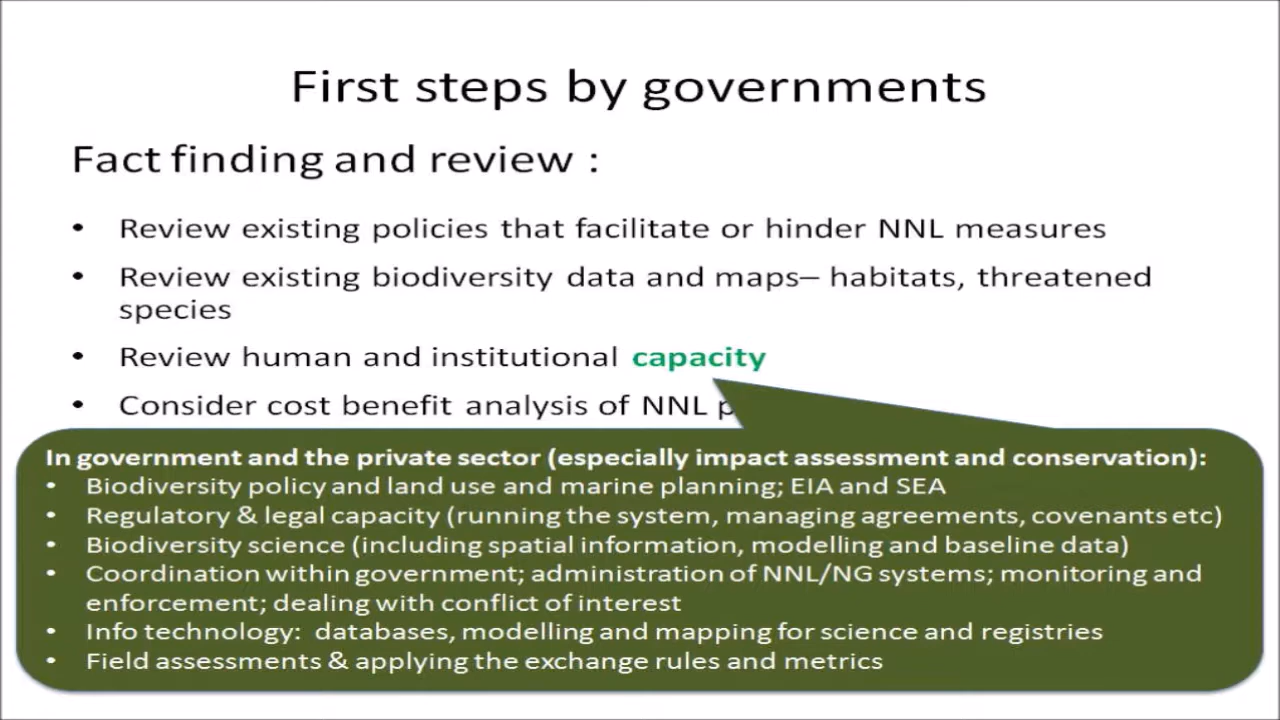 First steps by governments
Fact finding and review :
• Review existing policies that facilitate or hinder NNL measures
• Review existing biodiversity data and maps– habitats, threatened
species
• Review human and institutional capacity
• Consider cost benefit analysis of NNL
In government and the private sector (especially impact assessment and conservation):
• Biodiversity policy and land use and marine planning; EIA and SEA
• Regulatory & legal capacity (running the system, managing agreements, covenants etc)
• Biodiversity science (including spatial information, modelling and baseline data)
• Coordination within government; administration of NNL/NG systems; monitoring and
enforcement; dealing with conflict of interest
• Info technology: databases, modelling and mapping for science and registries
• Field assessments & applying the exchange rules and metrics